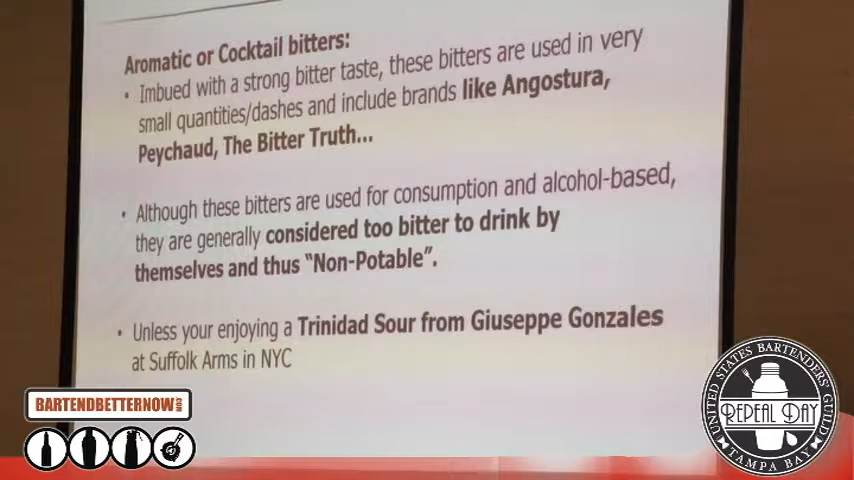 Aromatic or Cocktail bitters:
• Imbued with a strong bitter taste, these bitters are used in very
small quantities/dashes and include brands like Angostura,
Peychaud, The Bitter Truth...
• Although these bitters are used for consumption and alcohol-based,
they are generally considered too bitter to drink by
themselves and thus “Non-Potable”.
• Unless your enjoying a Trinidad Sour from Giuseppe Gonzales
at Suffolk Arms in NYC
BARTENDBETTERNOW.COM
UNITED STATES BARTENDERS' GUILD
REPEAL DAY
TAMPA BAY